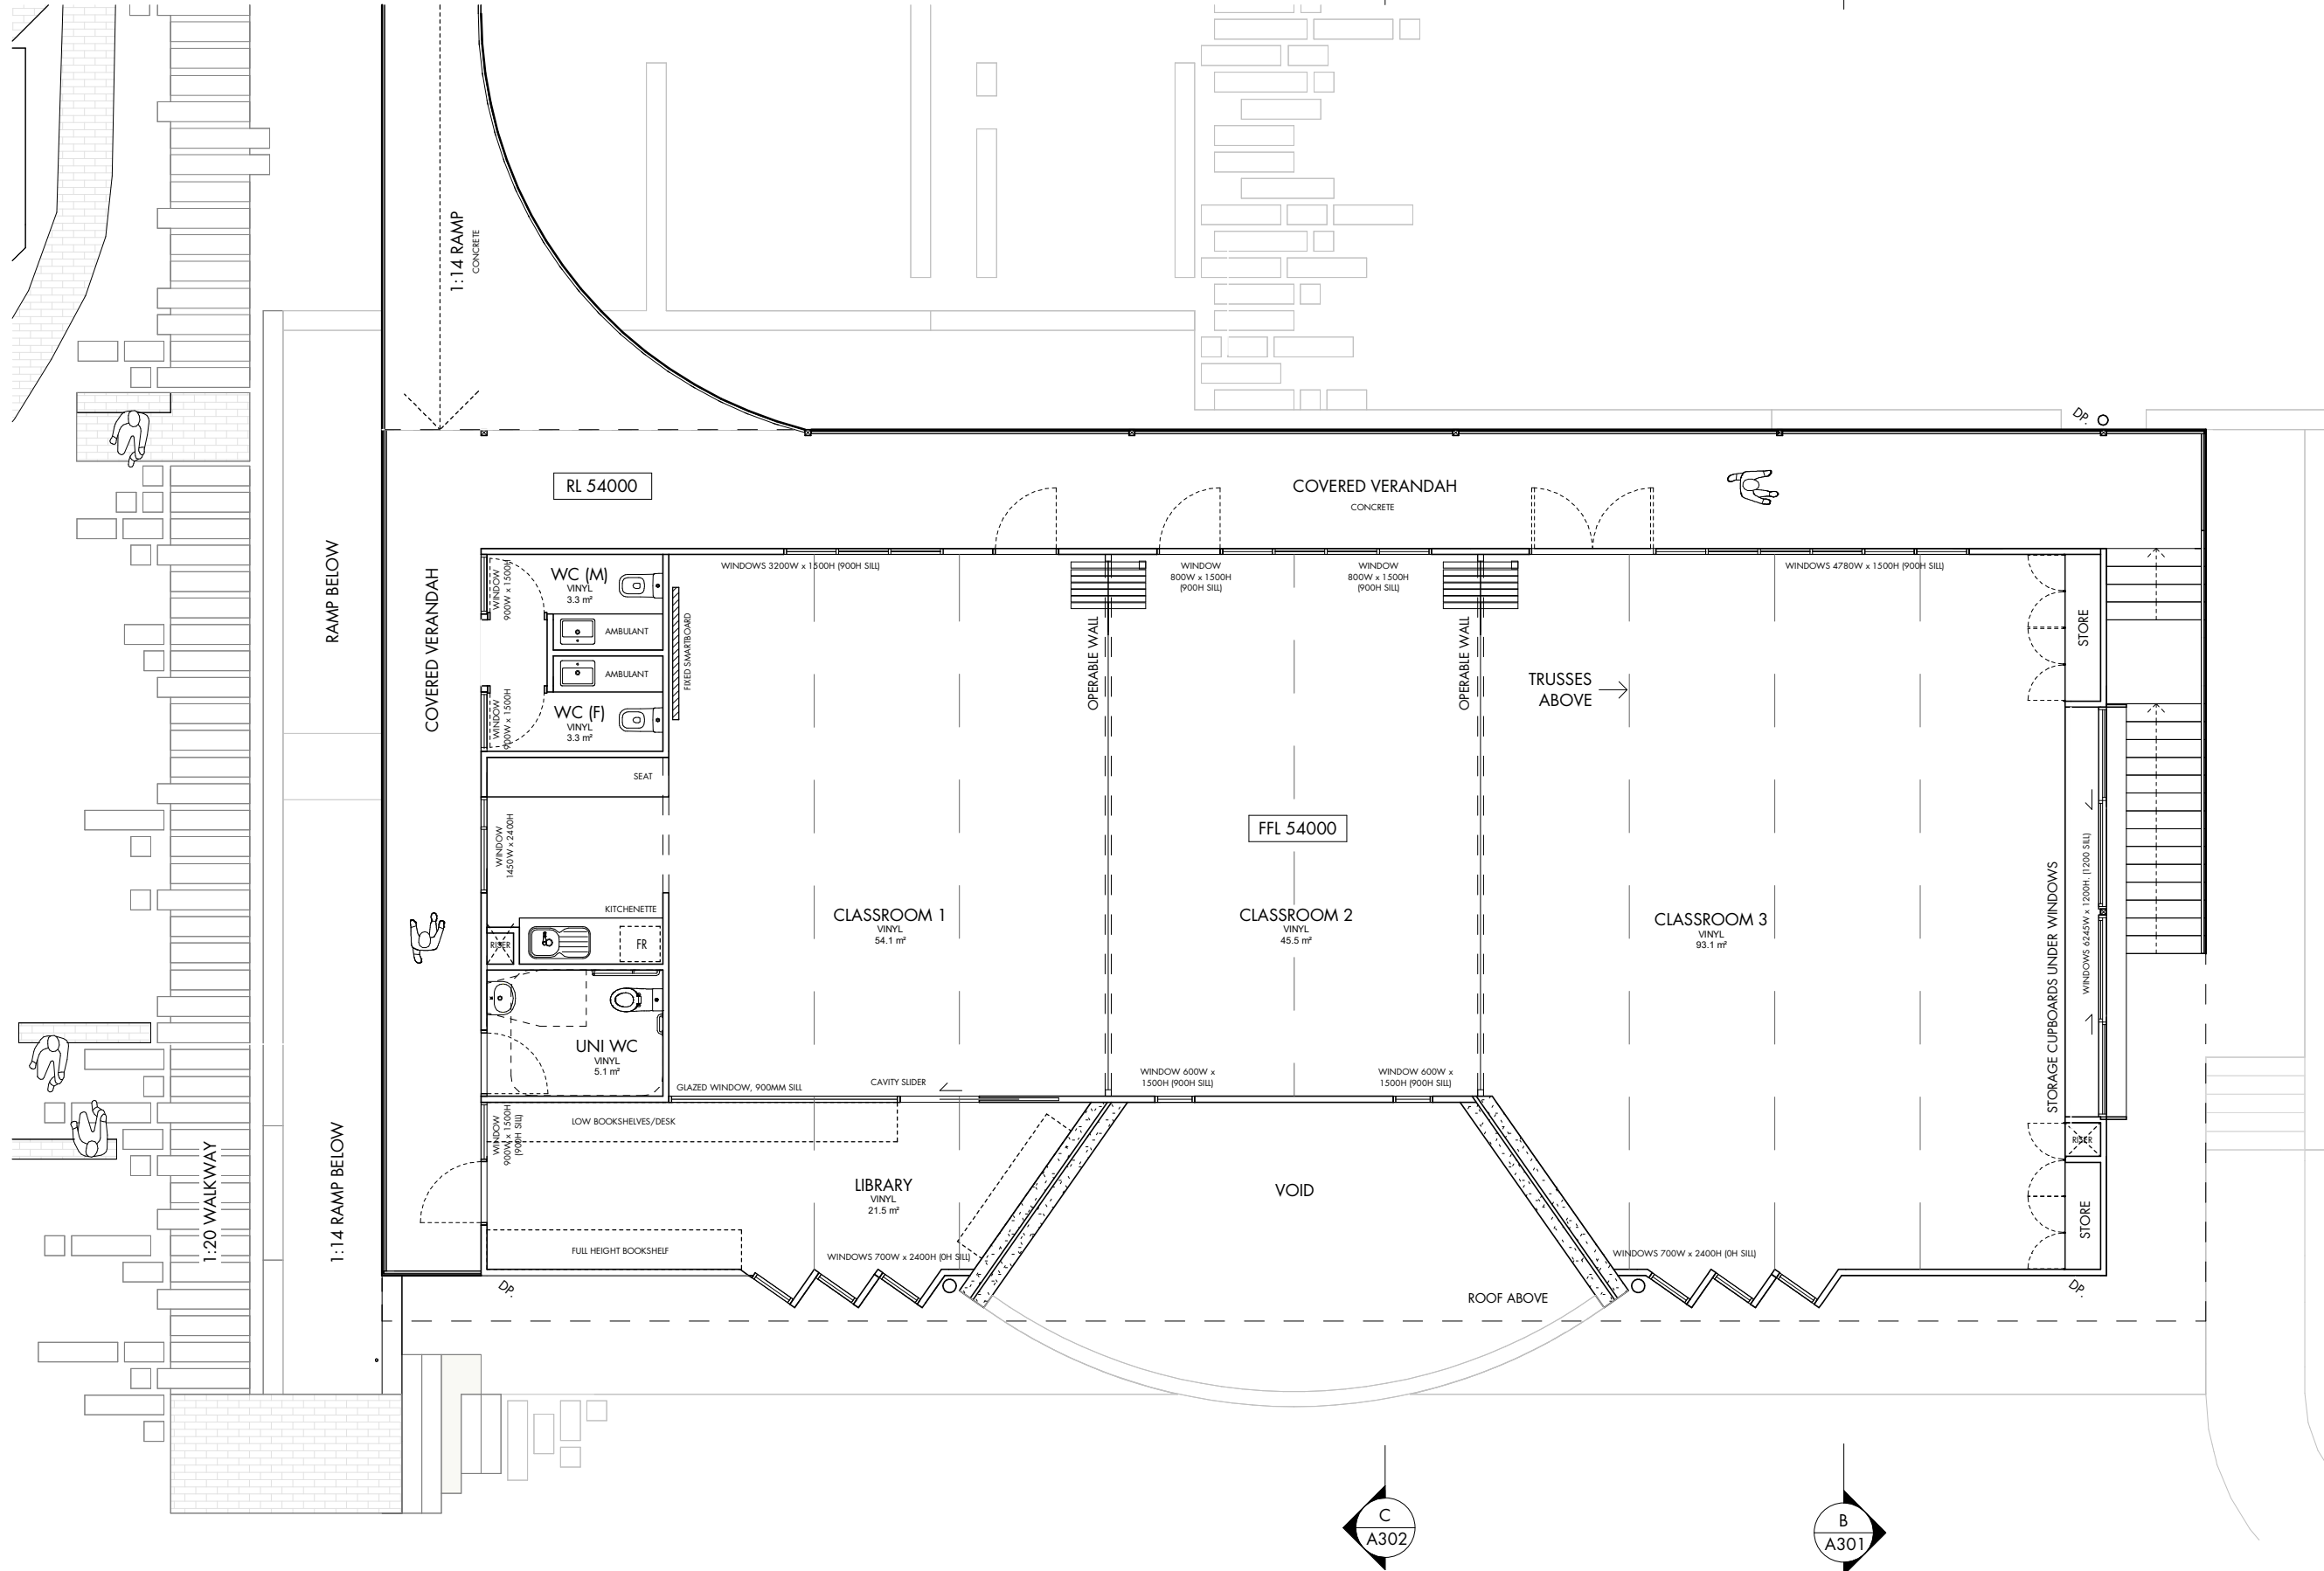 1:14 RAMP
CONCRETE
DP.
RL 54000
COVERED VERANDAH
CONCRETE
RAMP BELOW
COVERED VERANDAH
WINDOW
900W x 1500H
WC (M)
VINYL
3.3 m²
AMBULANT
AMBULANT
WC (F)
VINYL
3.3 m²
WINDOW
900W x 1500H
FIXED SMARTBOARD
WINDOWS 3200W x 1500H (900H SILL)
WINDOW
800W x 1500H
(900H SILL)
WINDOW
800W x 1500H
(900H SILL)
WINDOWS 4780W x 1500H (900H SILL)
OPERABLE WALL
OPERABLE WALL
TRUSSES
ABOVE
STORE
SEAT
WINDOW
1450W x 2400H
KITCHENETTE
RISER
FR
FFL 54000
CLASSROOM 1
VINYL
54.1 m²
CLASSROOM 2
VINYL
45.5 m²
CLASSROOM 3
VINYL
93.1 m²
STORAGE CUPBOARDS UNDER WINDOWS
WINDOWS 6245W x 1200H. (1200 SILL)
UNI WC
VINYL
5.1 m²
GLAZED WINDOW, 900MM SILL
CAVITY SLIDER
WINDOW 600W x
1500H (900H SILL)
WINDOW 600W x
1500H (900H SILL)
1:20 WALKWAY
1:14 RAMP BELOW
WINDOW
900W x 1500H
(900H SILL)
LOW BOOKSHELVES/DESK
LIBRARY
VINYL
21.5 m²
VOID
RISER
STORE
FULL HEIGHT BOOKSHELF
WINDOWS 700W x 2400H (0H SILL)
WINDOWS 700W x 2400H (0H SILL)
DP.
ROOF ABOVE
DP.
C
A302
B
A301